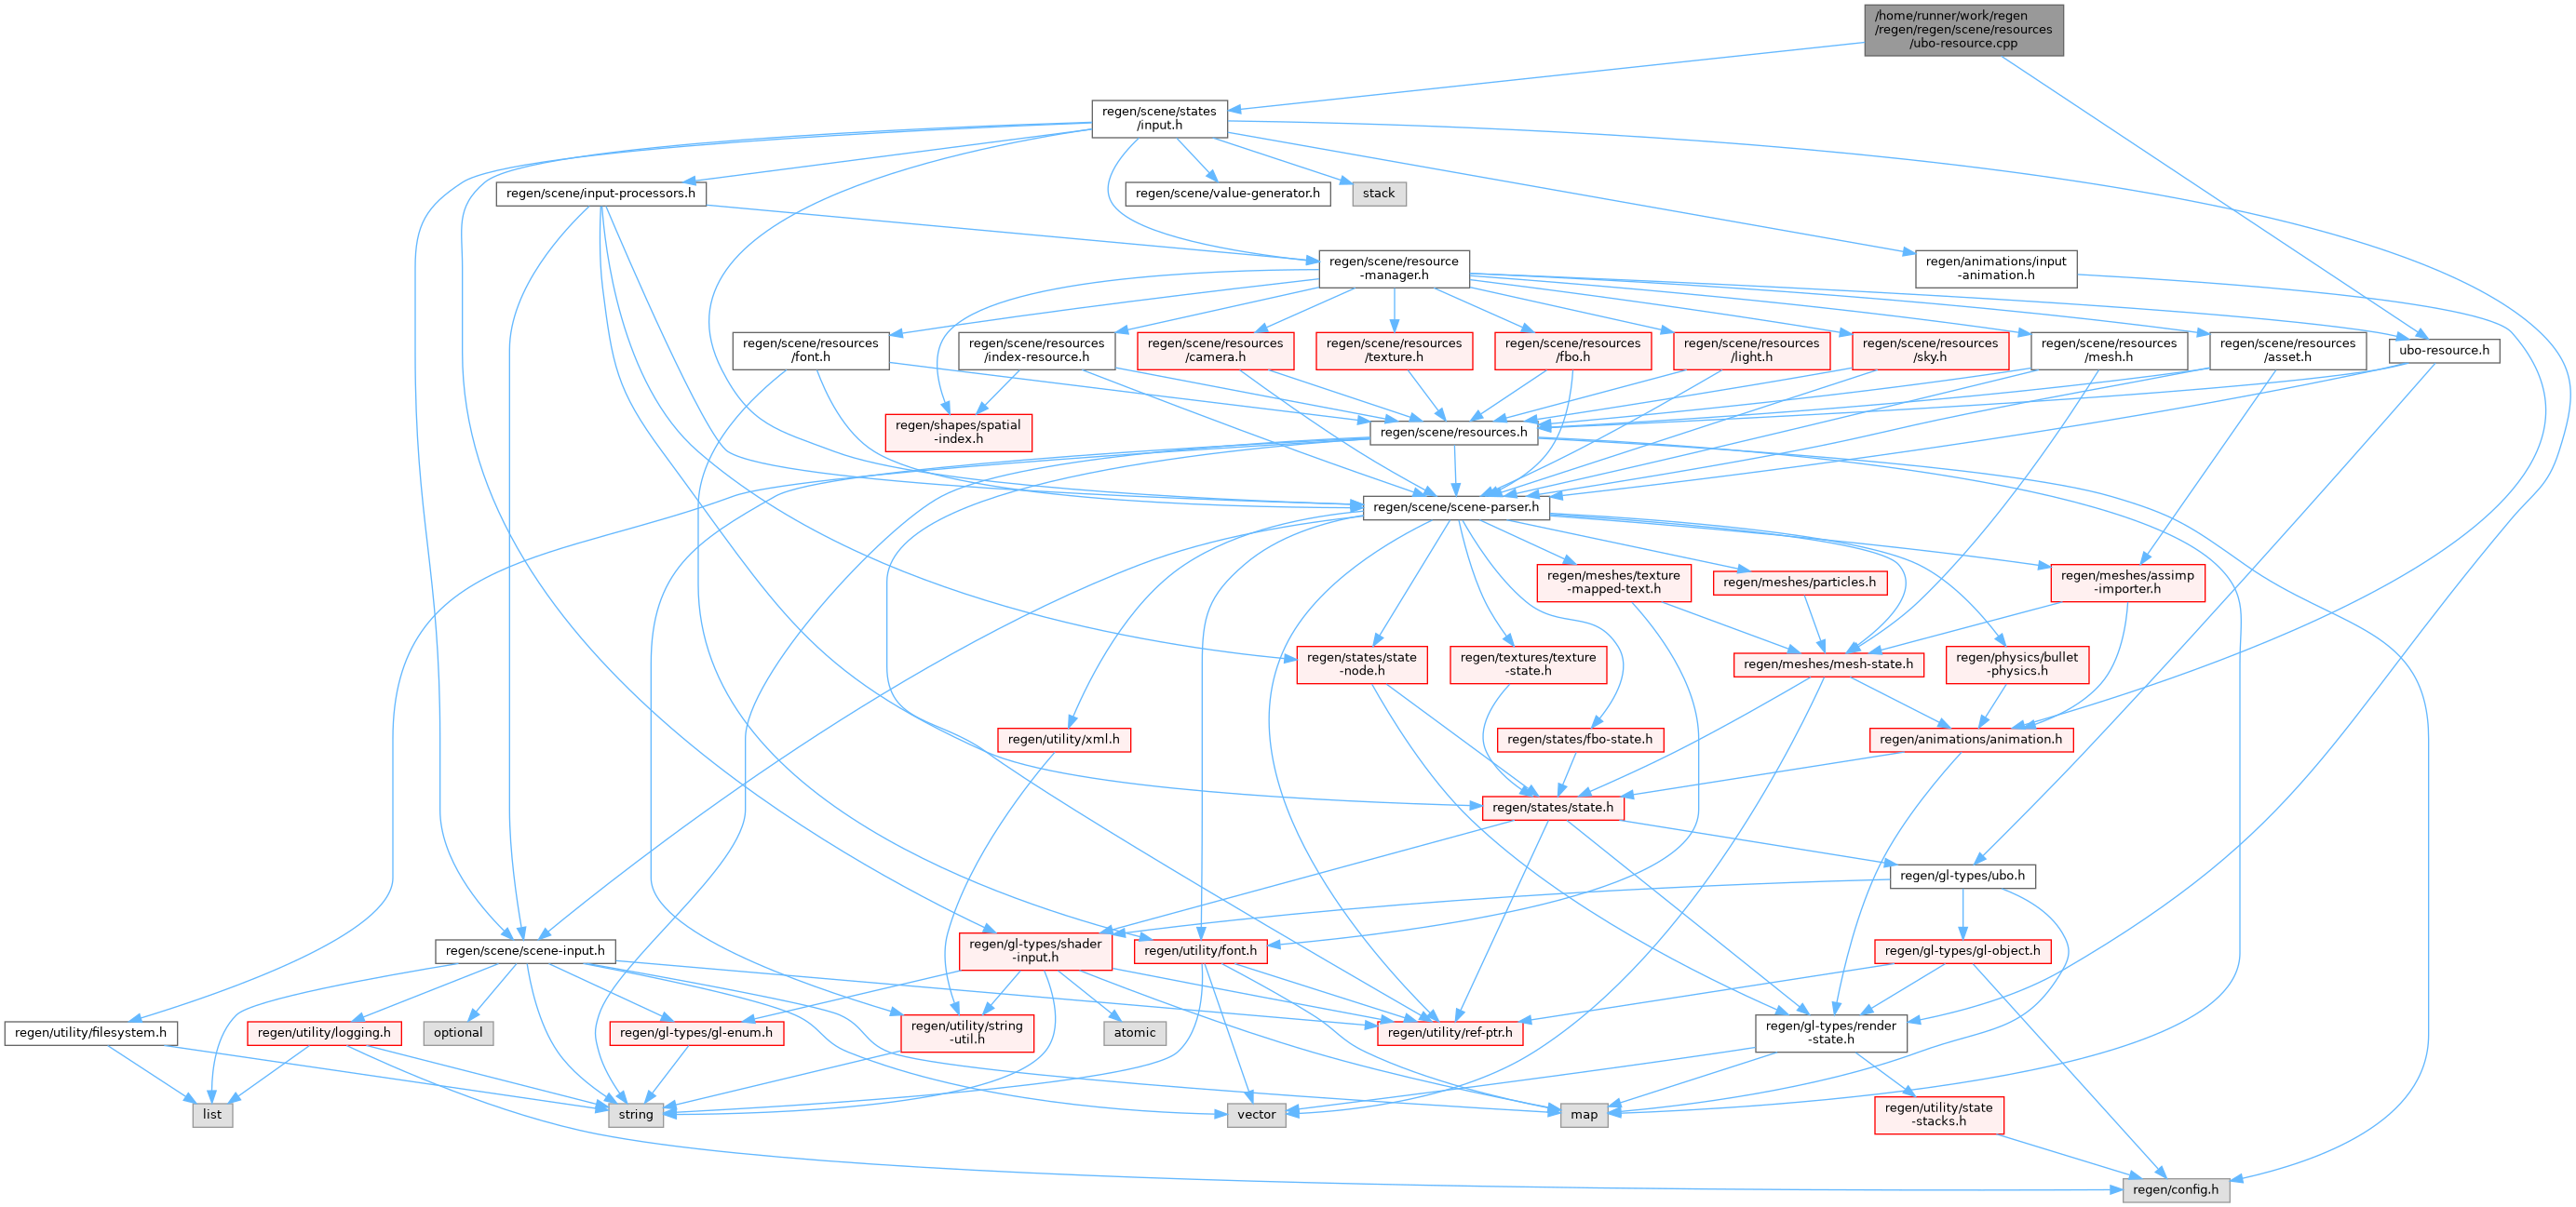 /home/runner/work/regen
/regen/regen/scene/resources
/ubo-resource.cpp
regen/scene/states
/input.h
regen/scene/input-processors.h
regen/scene/value-generator.h
stack
regen/scene/resource
-manager.h
regen/animations/input
-animation.h
regen/scene/resources
/font.h
regen/scene/resources
/index-resource.h
regen/scene/resources
/camera.h
regen/scene/resources
/texture.h
regen/scene/resources
/fbo.h
regen/scene/resources
/light.h
regen/scene/resources
/sky.h
regen/scene/resources
/mesh.h
regen/scene/resources
/asset.h
ubo-resource.h
regen/shapes/spatial
-index.h
regen/scene/resources.h
regen/scene/scene-parser.h
regen/meshes/texture
-mapped-text.h
regen/meshes/particles.h
regen/meshes/assimp
-importer.h
regen/states/state
-node.h
regen/textures/texture
-state.h
regen/meshes/mesh-state.h
regen/physics/bullet
-physics.h
regen/utility/xml.h
regen/states/fbo-state.h
regen/animations/animation.h
regen/states/state.h
regen/gl-types/ubo.h
regen/scene/scene-input.h
regen/gl-types/shader
-input.h
regen/utility/font.h
regen/gl-types/gl-object.h
regen/utility/filesystem.h
regen/utility/logging.h
optional
regen/gl-types/gl-enum.h
regen/utility/string
-util.h
atomic
regen/utility/ref-ptr.h
regen/gl-types/render
-state.h
list
string
vector
map
regen/utility/state
-stacks.h
regen/config.h